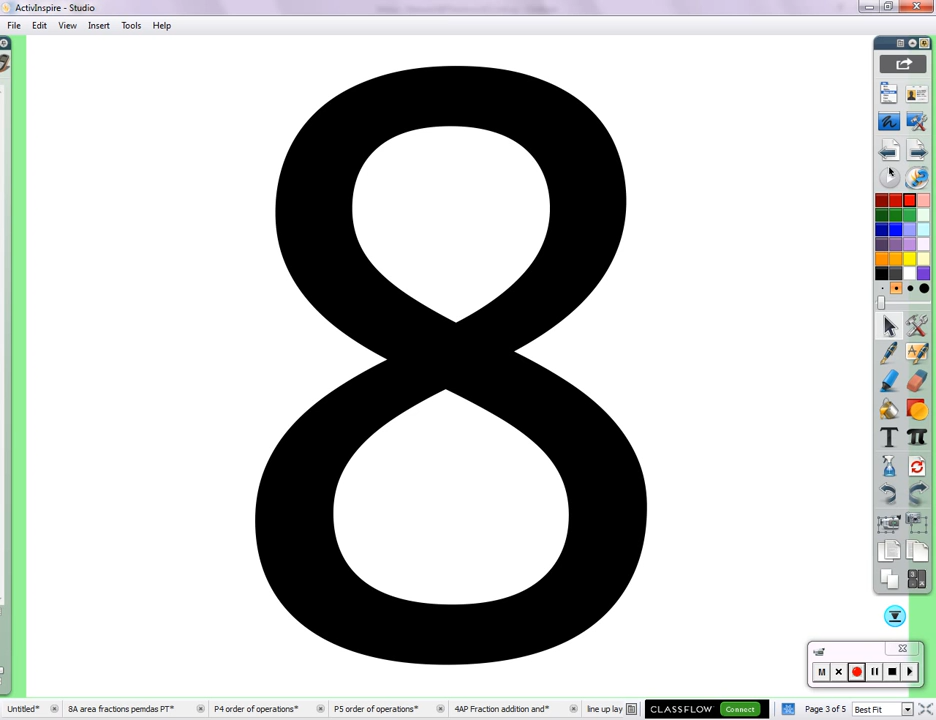 ActivInspire - Studio
File Edit View Insert Tools Help
8
M
Untitled* 8A area fractions pemdas PT* P4 order of operations* P5 order of operations* 4AP Fraction addition and* line up lay CLASSFLOW Connect Page 3 of 5 Best Fit